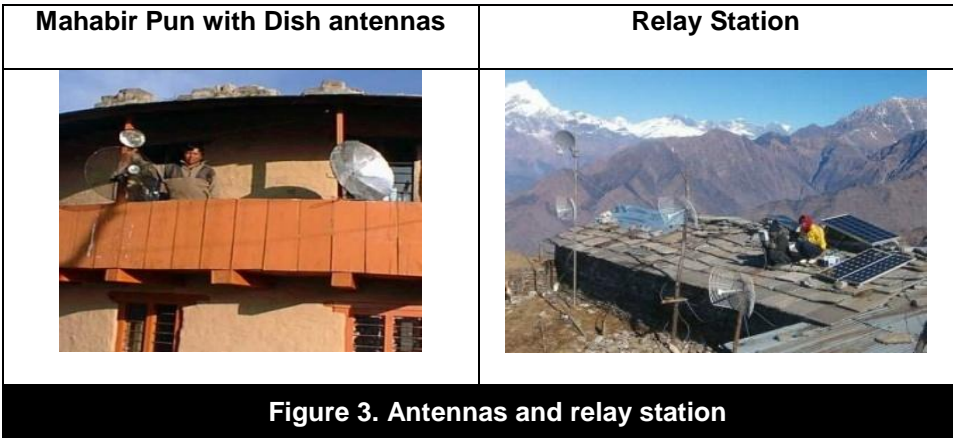 Mahabir Pun with Dish antennas
Relay Station
Figure 3. Antennas and relay station